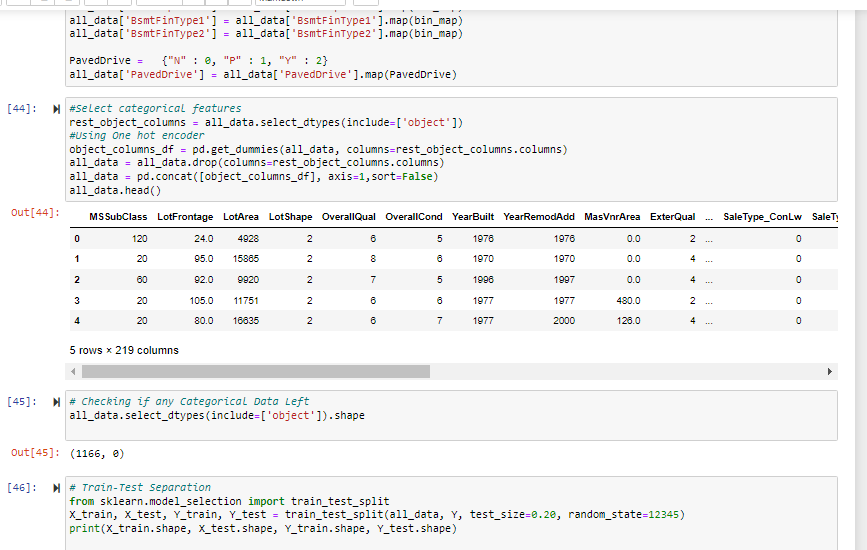 all_data['BsmtFinType1'] = all_data['BsmtFinType1'].map(bin_map)
all_data['BsmtFinType2'] = all_data['BsmtFinType2'].map(bin_map)
PavedDrive =   {"N" : 0, "P" : 1, "Y" : 2}
all_data['PavedDrive'] = all_data['PavedDrive'].map(PavedDrive)
[44]:
#Select categorical features
rest_object_columns = all_data.select_dtypes(include=['object'])
#Using One hot encoder
object_columns_df = pd.get_dummies(all_data, columns=rest_object_columns.columns)
all_data = all_data.drop(columns=rest_object_columns.columns)
all_data = pd.concat([object_columns_df], axis=1,sort=False)
all_data.head()
Out[44]:
MSSubClass LotFrontage LotArea LotShape OverallQual OverallCond YearBuilt YearRemodAdd MasVnrArea ExterQual ... SaleType_ConLw SaleTy
0 120 24.0 4928 2 6 5 1976 1976 0.0 2 ... 0
1 20 95.0 15865 2 8 6 1970 1970 0.0 4 ... 0
2 60 92.0 9920 2 7 5 1996 1997 0.0 4 ... 0
3 20 105.0 11751 2 6 6 1977 1977 480.0 2 ... 0
4 20 80.0 16635 2 6 7 1977 2000 126.0 4 ... 0
5 rows × 219 columns
[45]:
# Checking if any Categorical Data Left
all_data.select_dtypes(include=['object']).shape
Out[45]: (1166, 0)
[46]:
# Train-Test Separation
from sklearn.model_selection import train_test_split
X_train, X_test, Y_train, Y_test = train_test_split(all_data, Y, test_size=0.20, random_state=12345)
print(X_train.shape, X_test.shape, Y_train.shape, Y_test.shape)